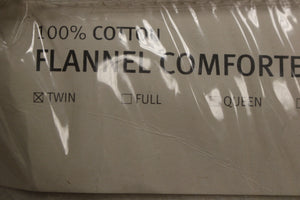 100% COTTON
FLANNEL COMFORTE
☒ TWIN ☐ FULL ☐ QUEEN